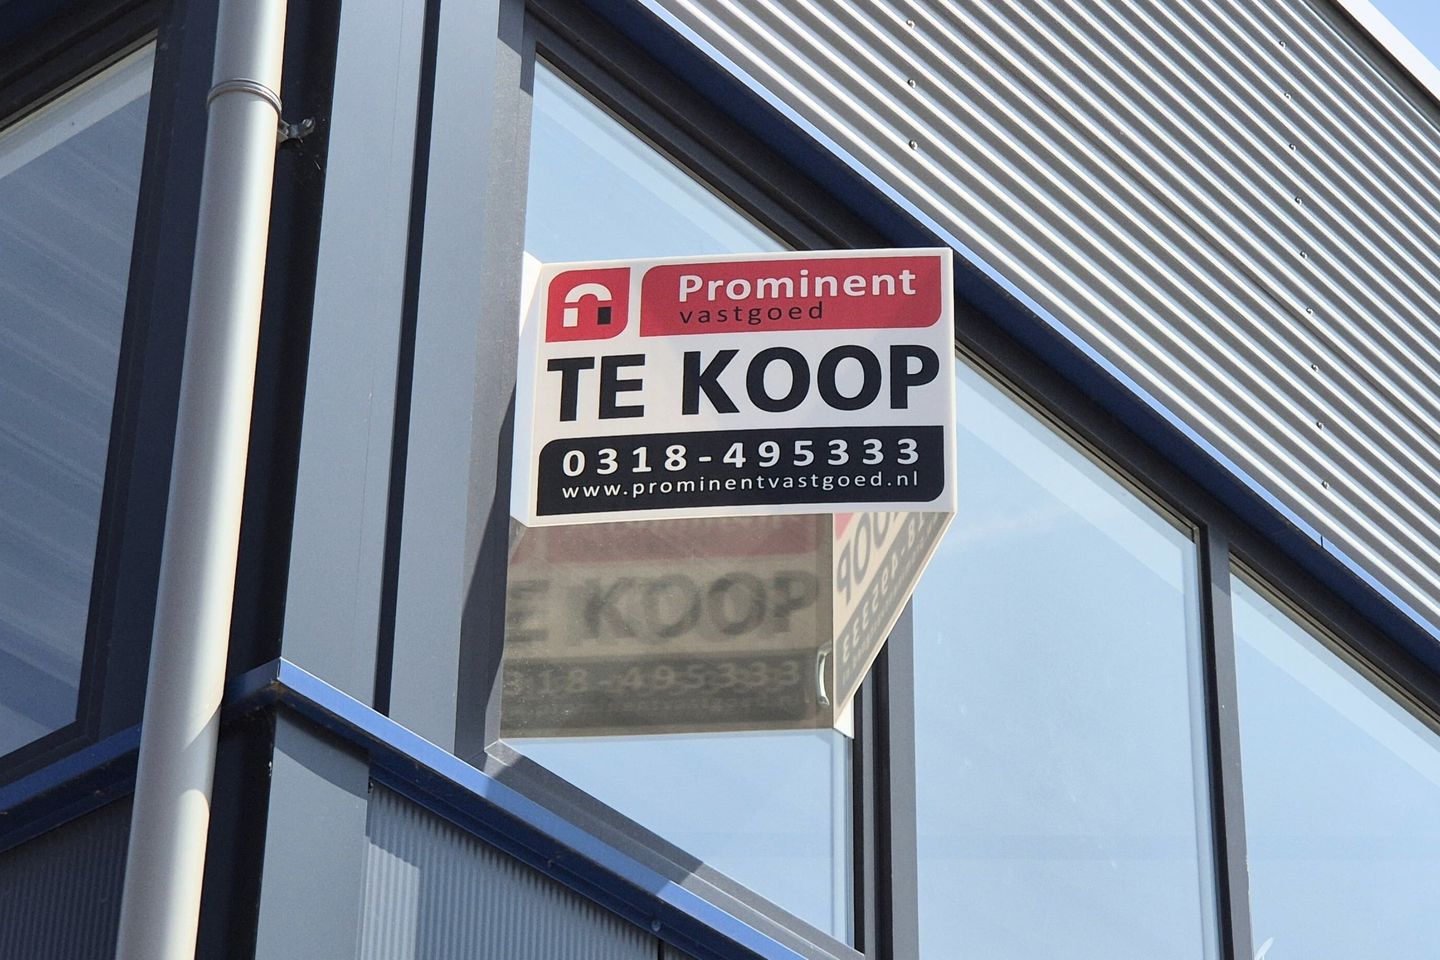 Prominent
vastgoed
TE KOOP
0318-495333
www.prominentvastgoed.nl